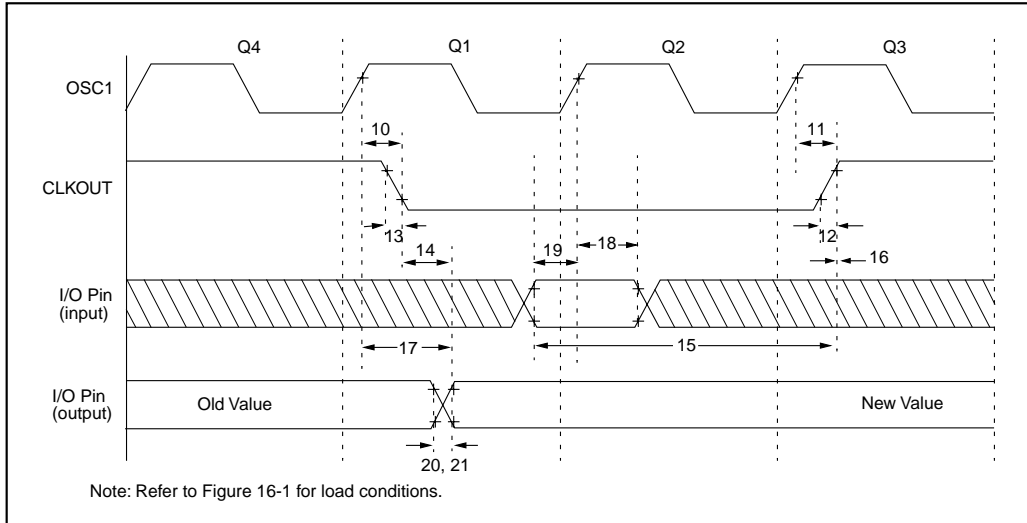 Q4 Q1 Q2 Q3
OSC1
10 11
CLKOUT
13 12
14 19 18 16
I/O Pin
(input)
17 15
I/O Pin
(output)
Old Value New Value
20, 21
Note: Refer to Figure 16-1 for load conditions.